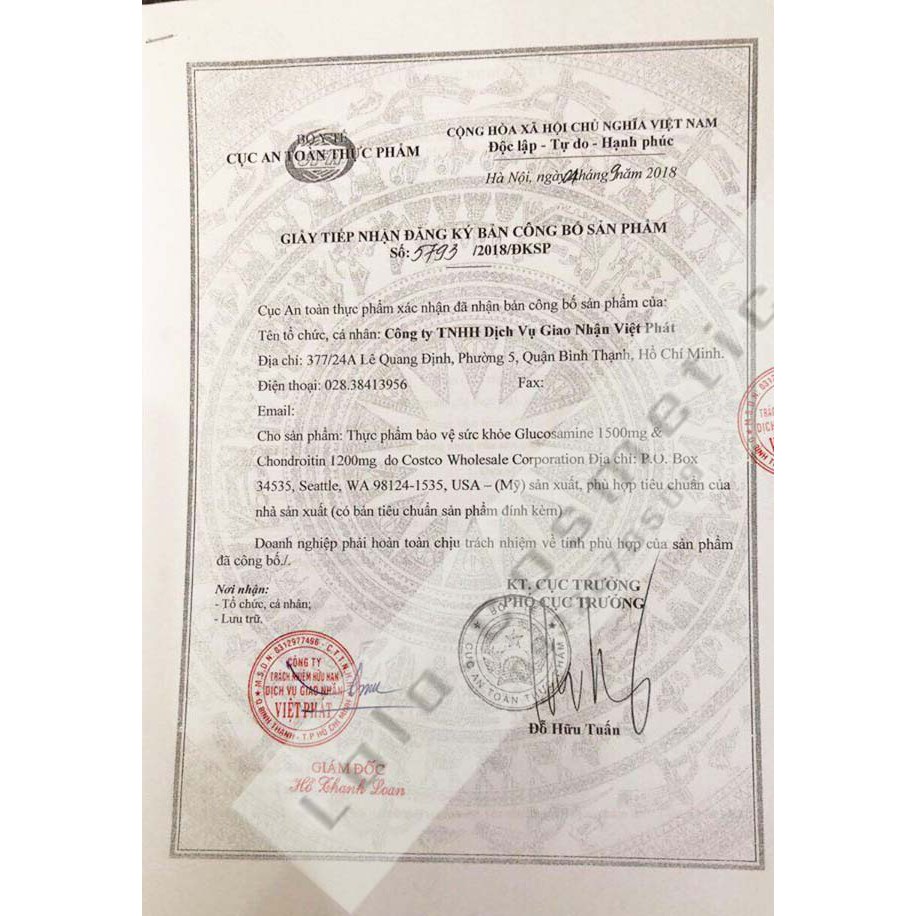 BỘ Y TẾ
CỤC AN TOÀN THỰC PHẨM
CỘNG HÒA XÃ HỘI CHỦ NGHĨA VIỆT NAM
Độc lập - Tự do - Hạnh phúc
Hà Nội, ngày tháng 9 năm 2018
GIẤY TIẾP NHẬN ĐĂNG KÝ BẢN CÔNG BỐ SẢN PHẨM
Số: 5793 /2018/ĐKSP
Cục An toàn thực phẩm xác nhận đã nhận bản công bố sản phẩm của:
Tên tổ chức, cá nhân: Công ty TNHH Dịch Vụ Giao Nhận Việt Phát
Địa chỉ: 377/24A Lê Quang Định, Phường 5, Quận Bình Thạnh, Hồ Chí Minh.
Điện thoại: 028.38413956 Fax:
Email:
Cho sản phẩm: Thực phẩm bảo vệ sức khỏe Glucosamine 1500mg &
Chondroitin 1200mg do Costco Wholesale Corporation Địa chỉ: P.O. Box
34535, Seattle, WA 98124-1535, USA – (Mỹ) sản xuất, phù hợp tiêu chuẩn của
nhà sản xuất (có bản tiêu chuẩn sản phẩm đính kèm)
Doanh nghiệp phải hoàn toàn chịu trách nhiệm về tính phù hợp của sản phẩm
đã công bố./.
Nơi nhận:
- Tổ chức, cá nhân;
- Lưu trữ.
KT. CỤC TRƯỞNG
PHÓ CỤC TRƯỞNG
CỤC AN TOÀN THỰC PHẨM
Đỗ Hữu Tuấn
M.S.D.N: 0312977496 - C.T.T.N.H.H
CÔNG TY
TRÁCH NHIỆM HỮU HẠN
DỊCH VỤ GIAO NHẬN
VIỆT PHÁT
Q.BÌNH THẠNH - T.P HỒ CHÍ MINH
GIÁM ĐỐC
Hồ Thanh Loan